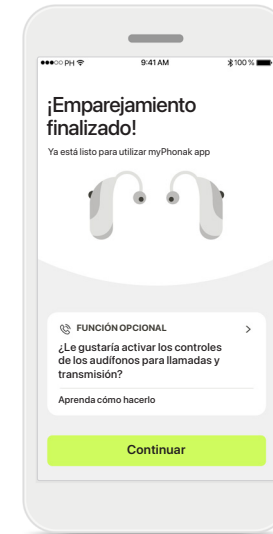 ●●●○○ PH 9:41 AM 100 %
¡Emparejamiento
finalizado!
Ya está listo para utilizar myPhonak app
FUNCIÓN OPCIONAL
¿Le gustaría activar los controles
de los audífonos para llamadas y
transmisión?
Aprenda cómo hacerlo
Continuar